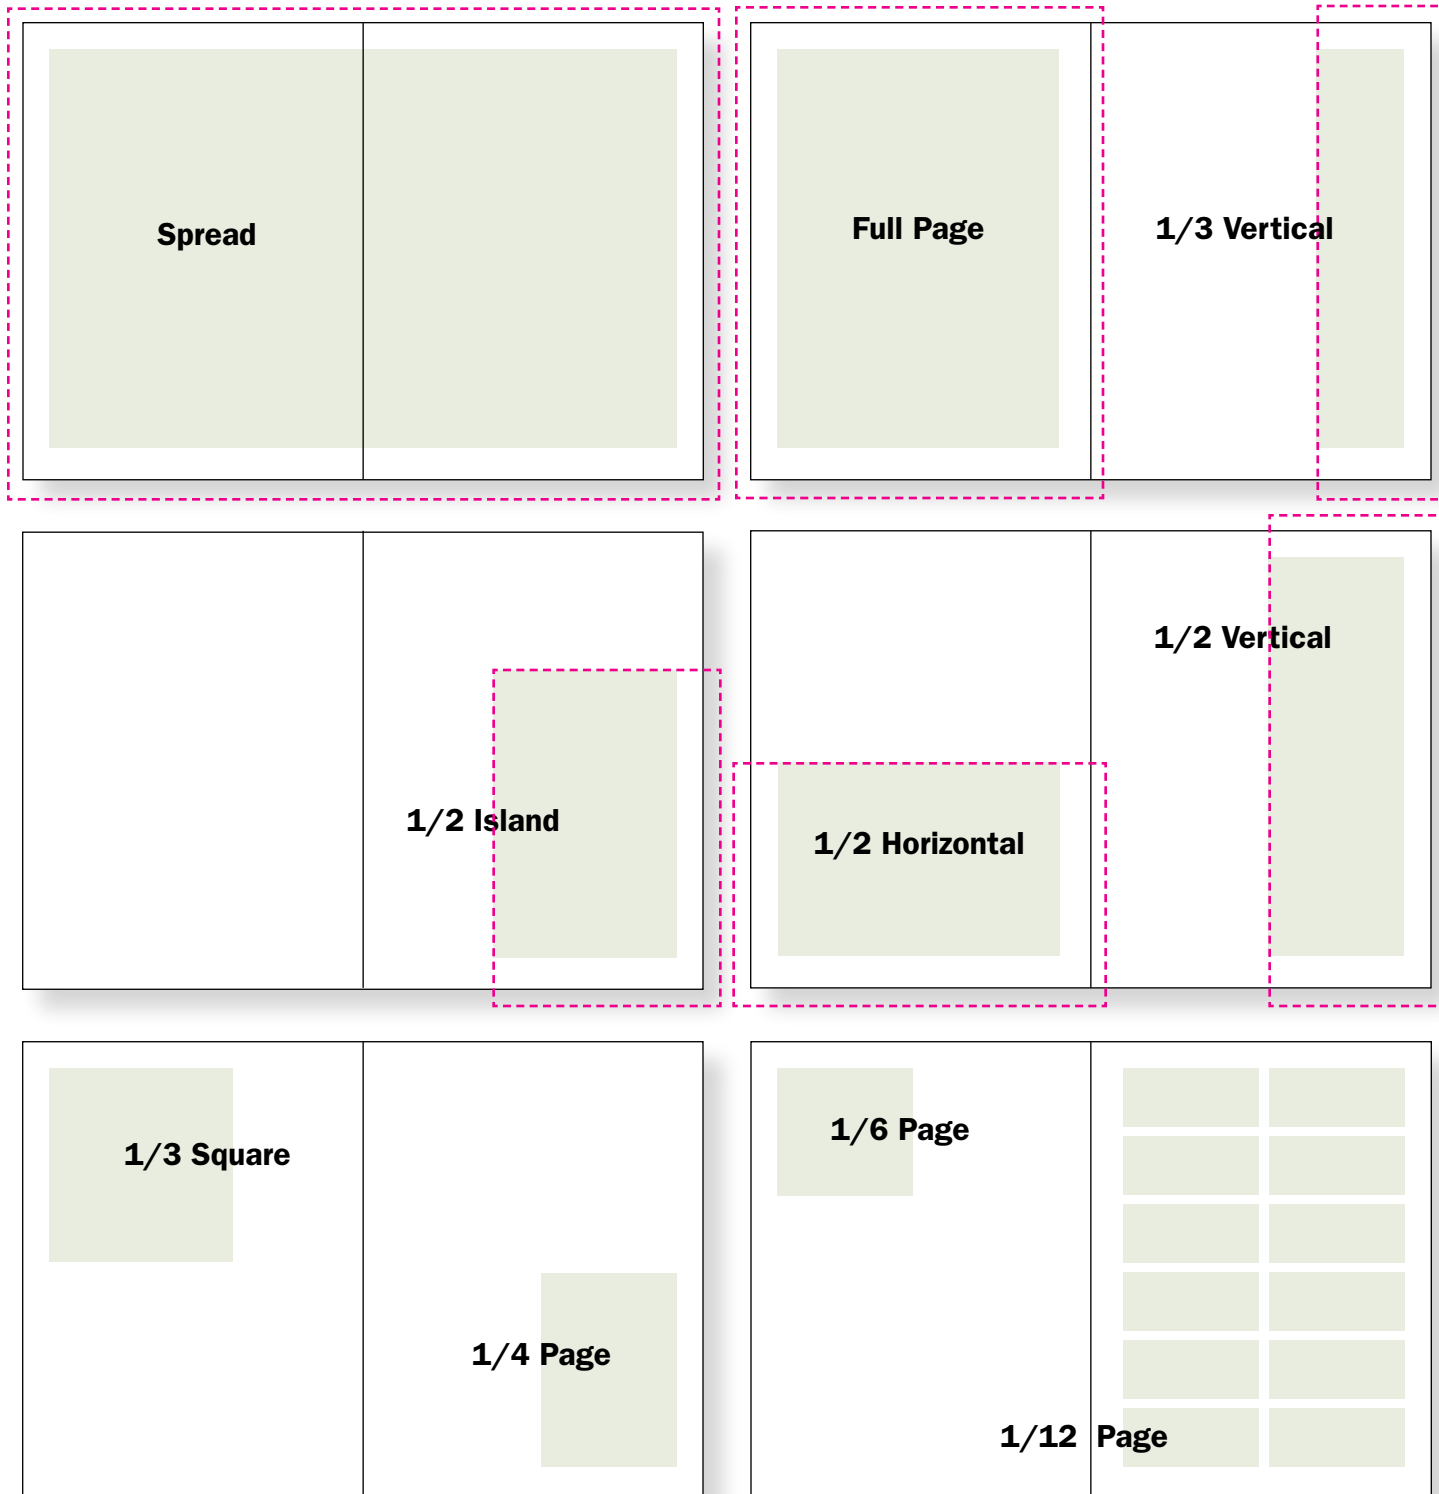 Spread
Full Page
1/3 Vertical
1/2 Island
1/2 Horizontal
1/2 Vertical
1/3 Square
1/4 Page
1/6 Page
1/12 Page